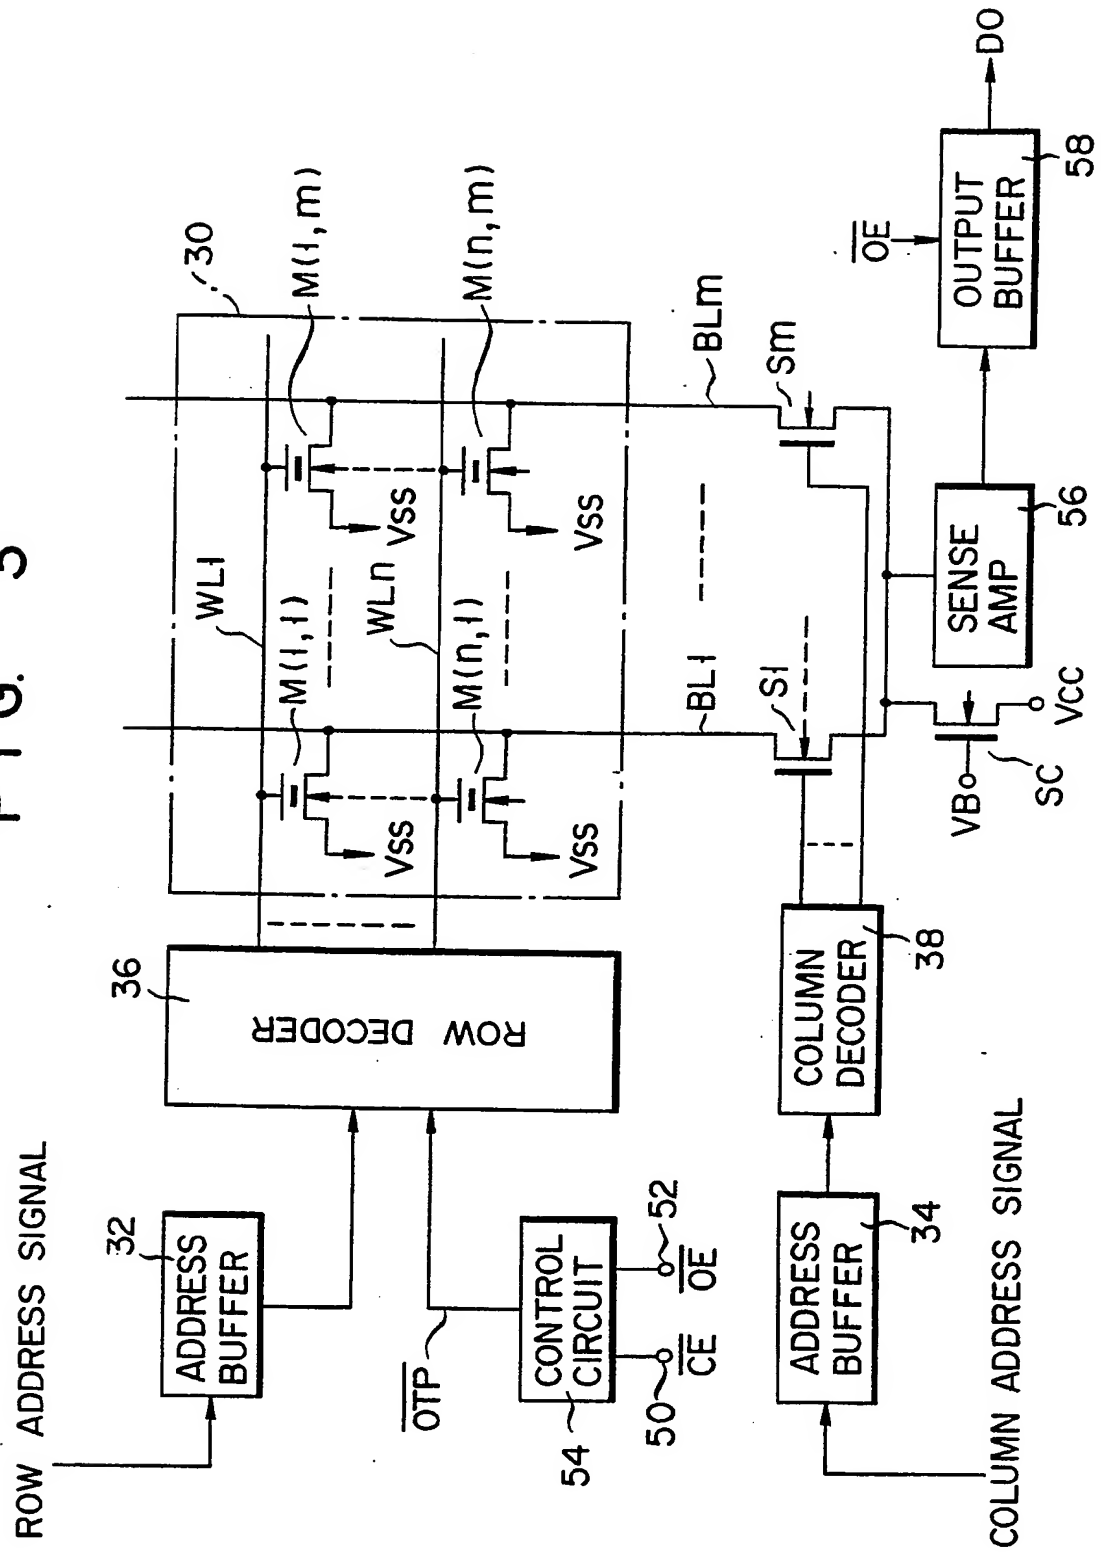 FIG. 3
ROW ADDRESS SIGNAL
32
ADDRESS
BUFFER
36
ROW DECODER
WL1
M(1,1)
VSS
WLn
M(n,1)
VSS
30
M(1,m)
VSS
M(n,m)
VSS
OTP
CONTROL
CIRCUIT
54
50
CE
52
OE
BL1
BLm
S1
Sm
ADDRESS
BUFFER
34
COLUMN
DECODER
38
COLUMN ADDRESS SIGNAL
VB
SC
VCC
SENSE
AMP
56
OE
OUTPUT
BUFFER
58
DO